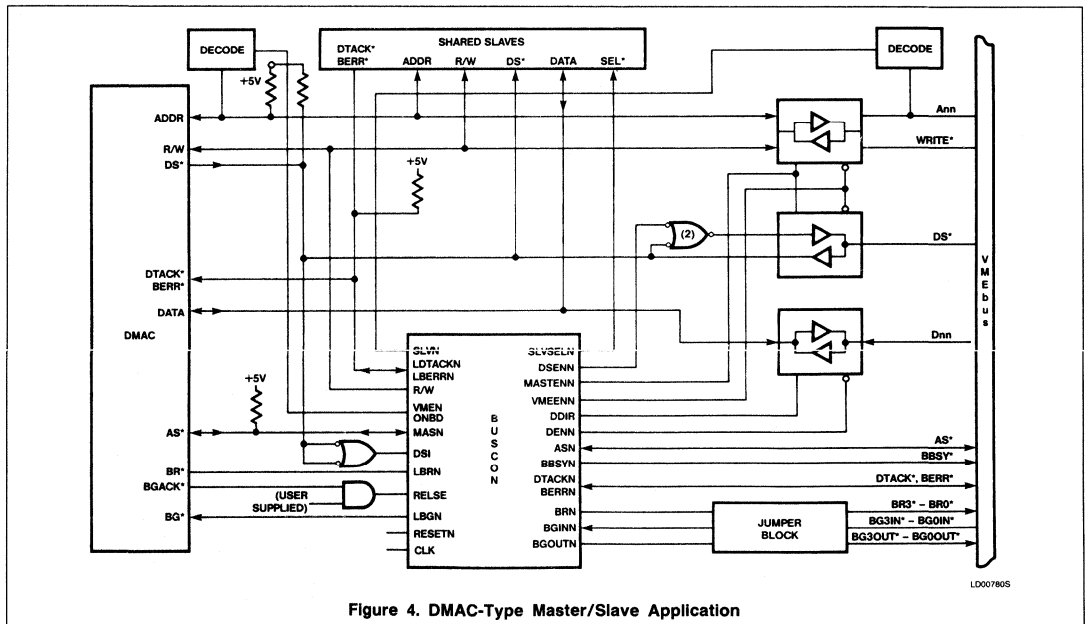 DECODE
SHARED SLAVES
DTACK*
BERR* ADDR R/W DS* DATA SEL*
DECODE
+5V
ADDR
R/W
DS*
+5V
DTACK*
BERR*
DATA
DMAC
+5V
AS*
BR*
BGACK*
(USER
SUPPLIED)
BG*
SLVN
LDTACKN
LBERRN
R/W
VMEN
ONBD
MASN
DSI
LBRN
RELSE
LBGN
RESETN
CLK
BUSCON
SLVSELN
DSENN
MASTENN
VMEENN
DDIR
DENN
ASN
BBSYN
DTACKN
BERRN
BRN
BGINN
BGOUTN
(2)
Ann
WRITE*
DS*
Dnn
AS*
BBSY*
DTACK*, BERR*
BR3* – BR0*
BG3IN* – BG0IN*
BG3OUT* – BG0OUT*
JUMPER
BLOCK
VMEbus
LD00780S
Figure 4. DMAC-Type Master/Slave Application